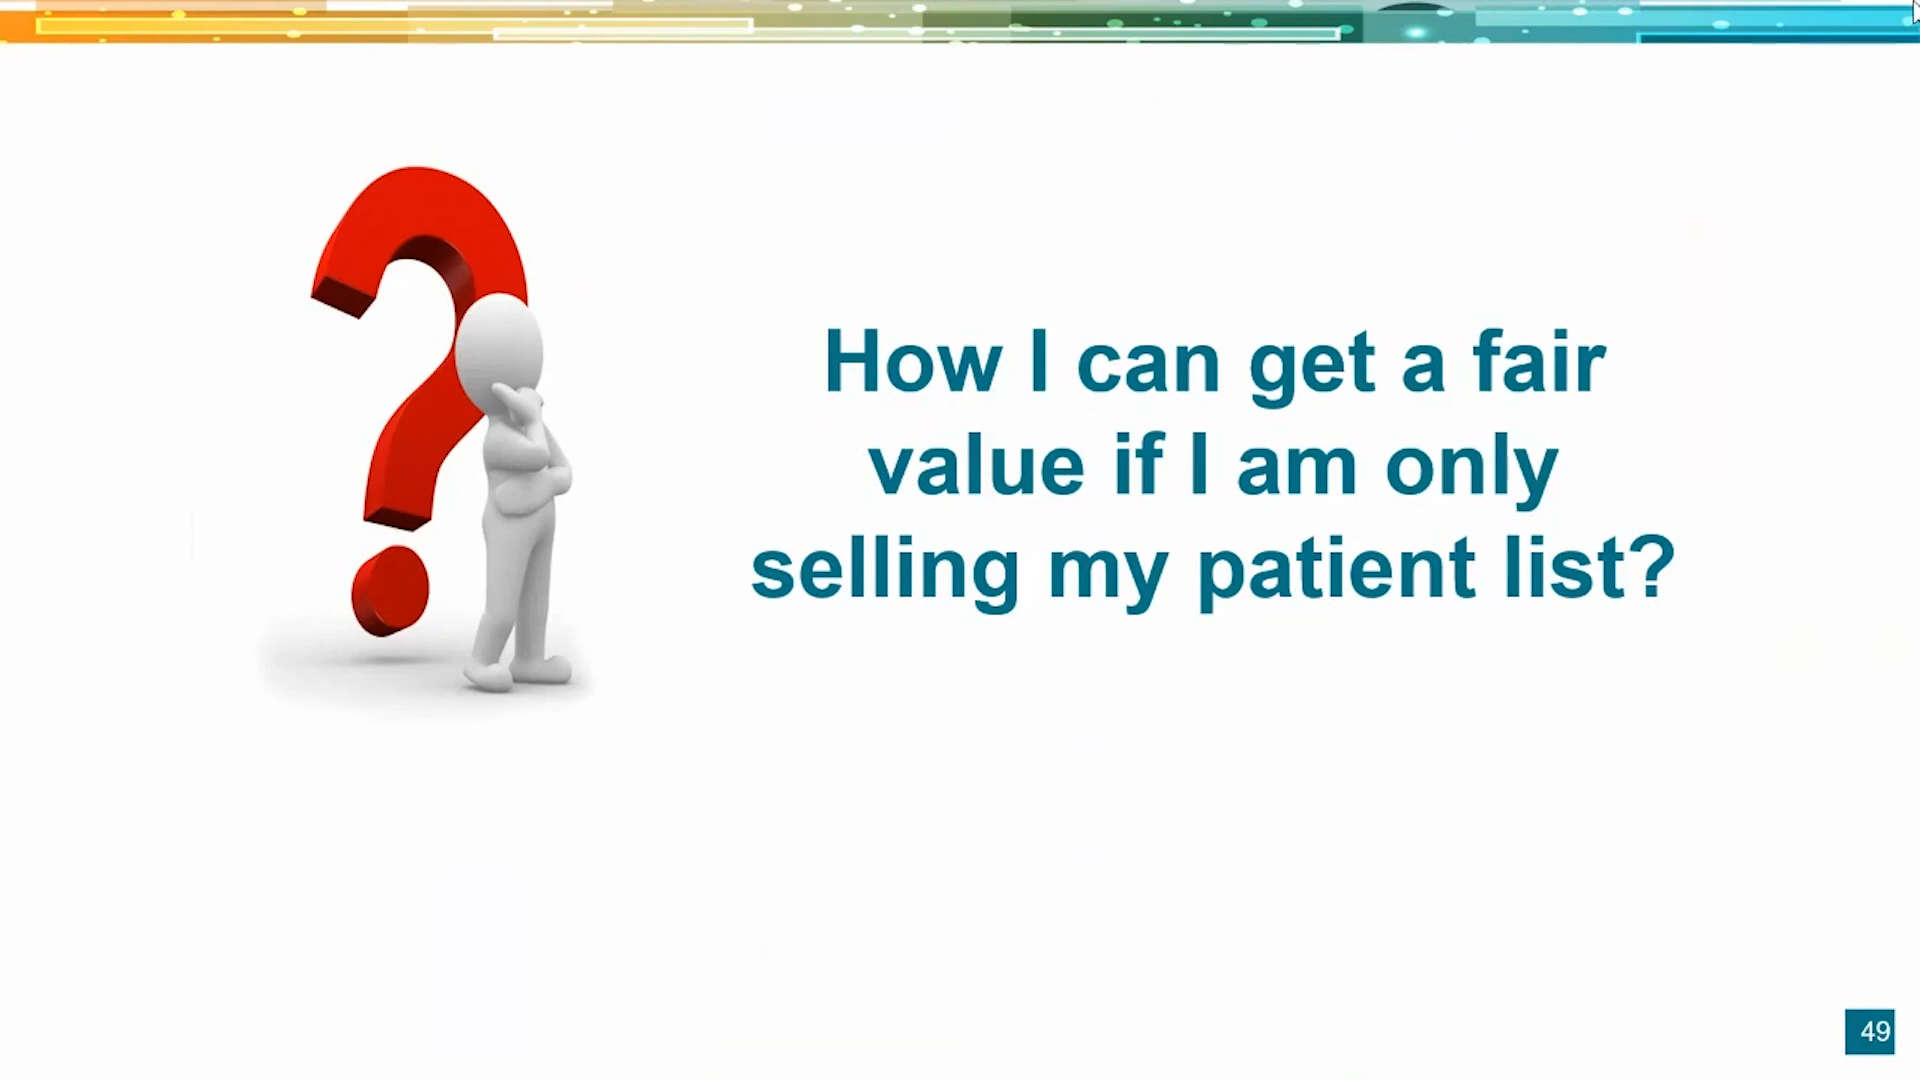 How I can get a fair
value if I am only
selling my patient list?
49